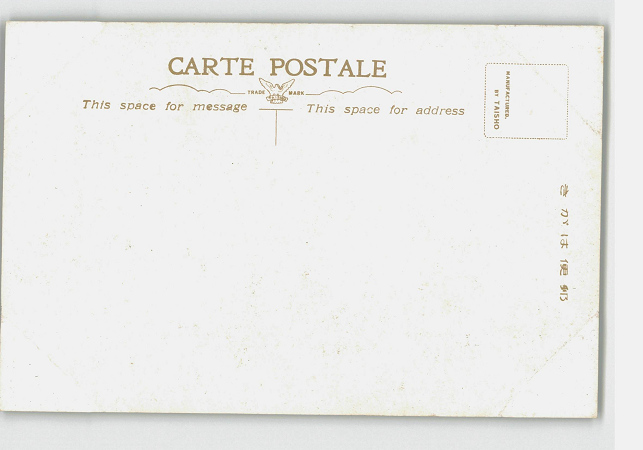 CARTE POSTALE
TRADE MARK
This space for message
This space for address
MANUFACTURED.
BY TAISHO
きがは便郵